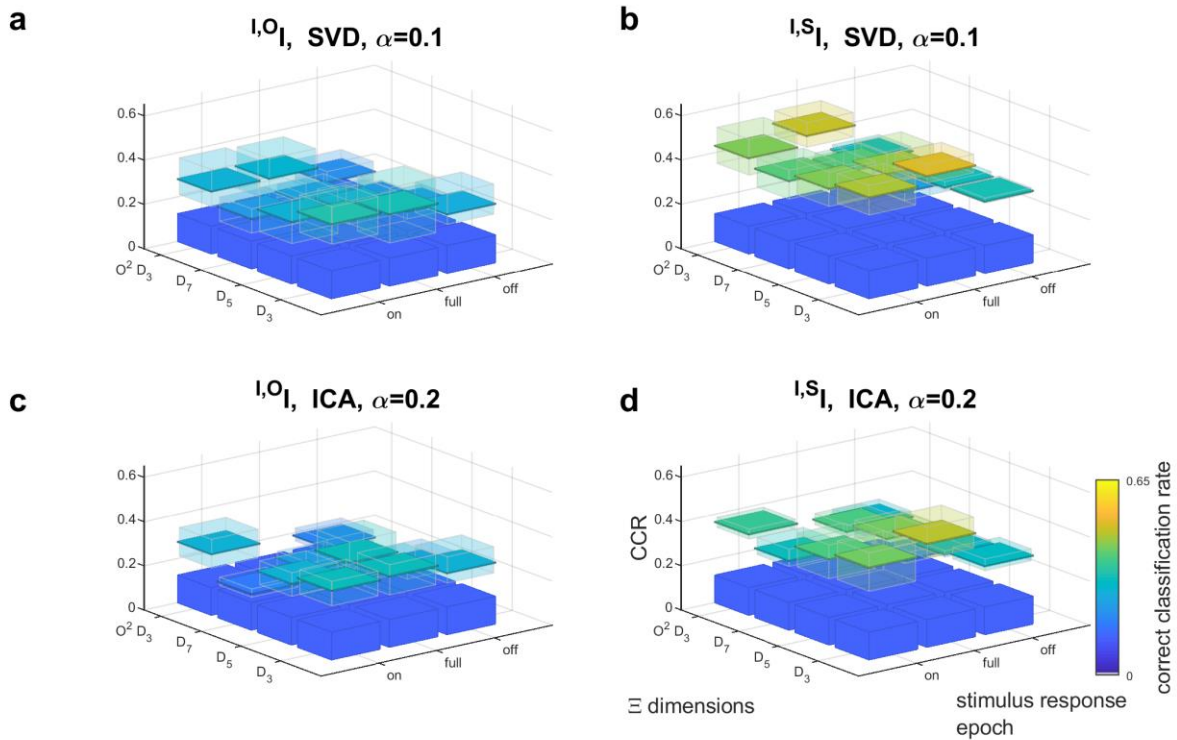 a
I,O I, SVD, α=0.1
0.6
0.4
0.2
0
O² D₃
D₇
D₅
D₃
on
full
off
b
I,S I, SVD, α=0.1
0.6
0.4
0.2
0
O² D₃
D₇
D₅
D₃
on
full
off
c
I,O I, ICA, α=0.2
0.6
0.4
0.2
0
O² D₃
D₇
D₅
D₃
on
full
off
d
I,S I, ICA, α=0.2
CCR
0.6
0.4
0.2
0
O² D₃
D₇
D₅
D₃
on
full
off
0.65
0
correct classification rate
Ξ dimensions
stimulus response
epoch